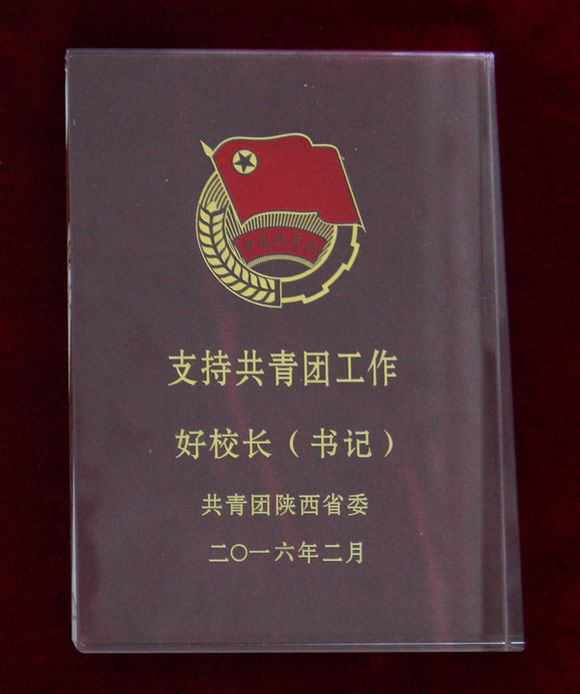 支持共青团工作
好校长（书记）
共青团陕西省委
二〇一六年二月